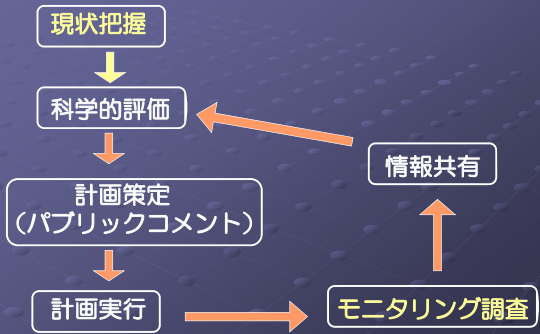 現状把握
科学的評価
計画策定
(パブリックコメント)
計画実行
モニタリング調査
情報共有